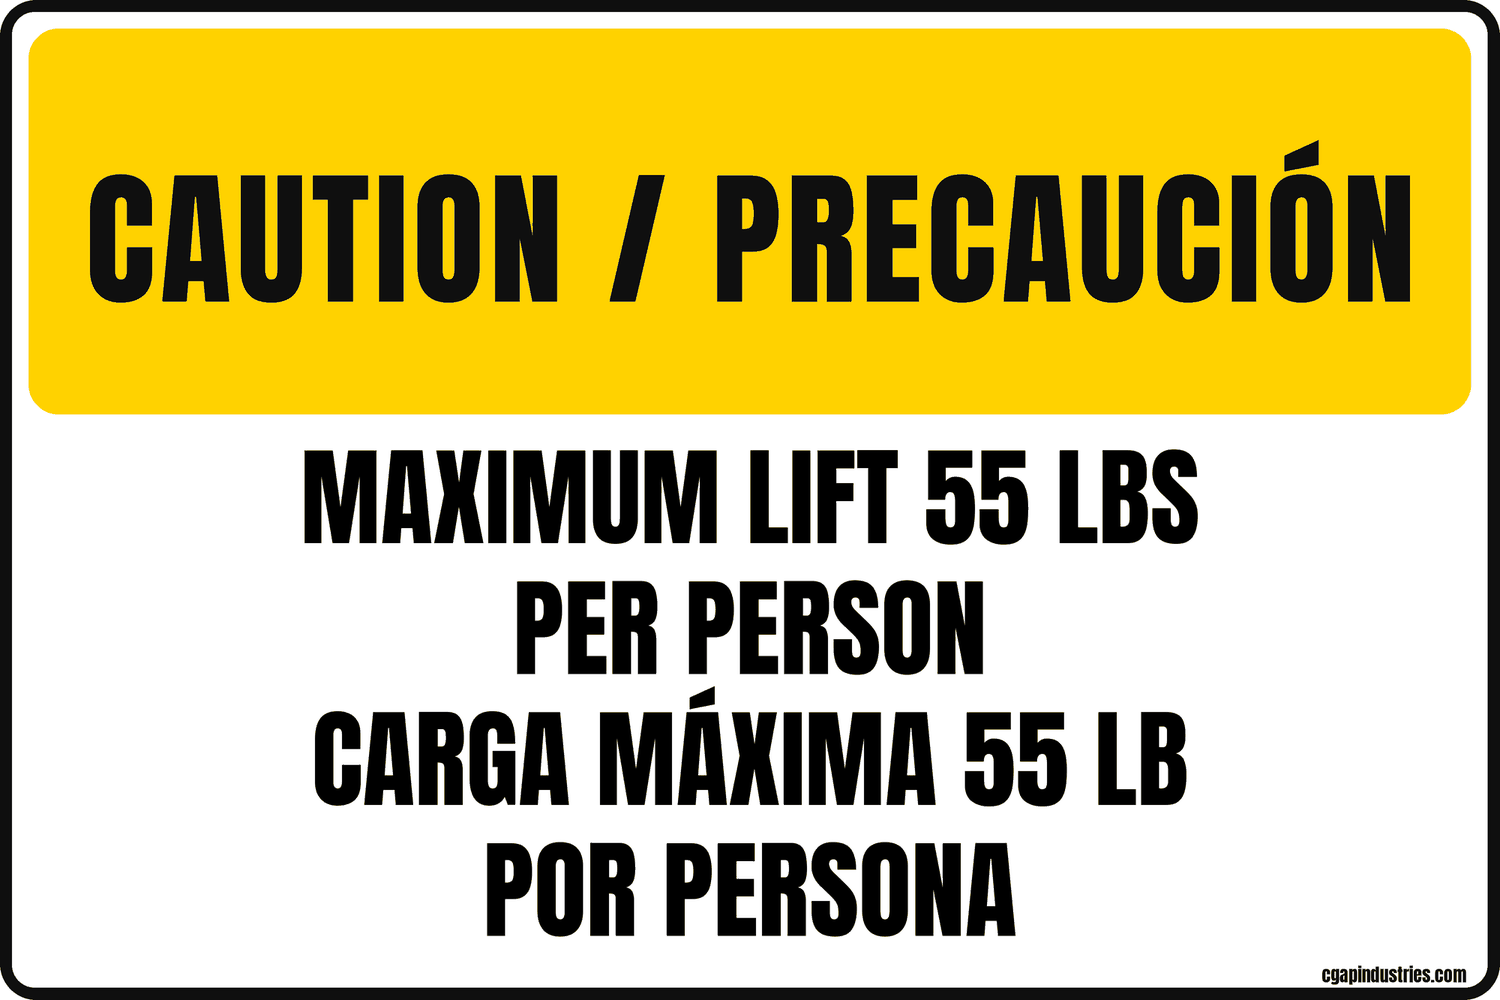 CAUTION / PRECAUCIÓN
MAXIMUM LIFT 55 LBS
PER PERSON
CARGA MÁXIMA 55 LB
POR PERSONA
cgapindustries.com